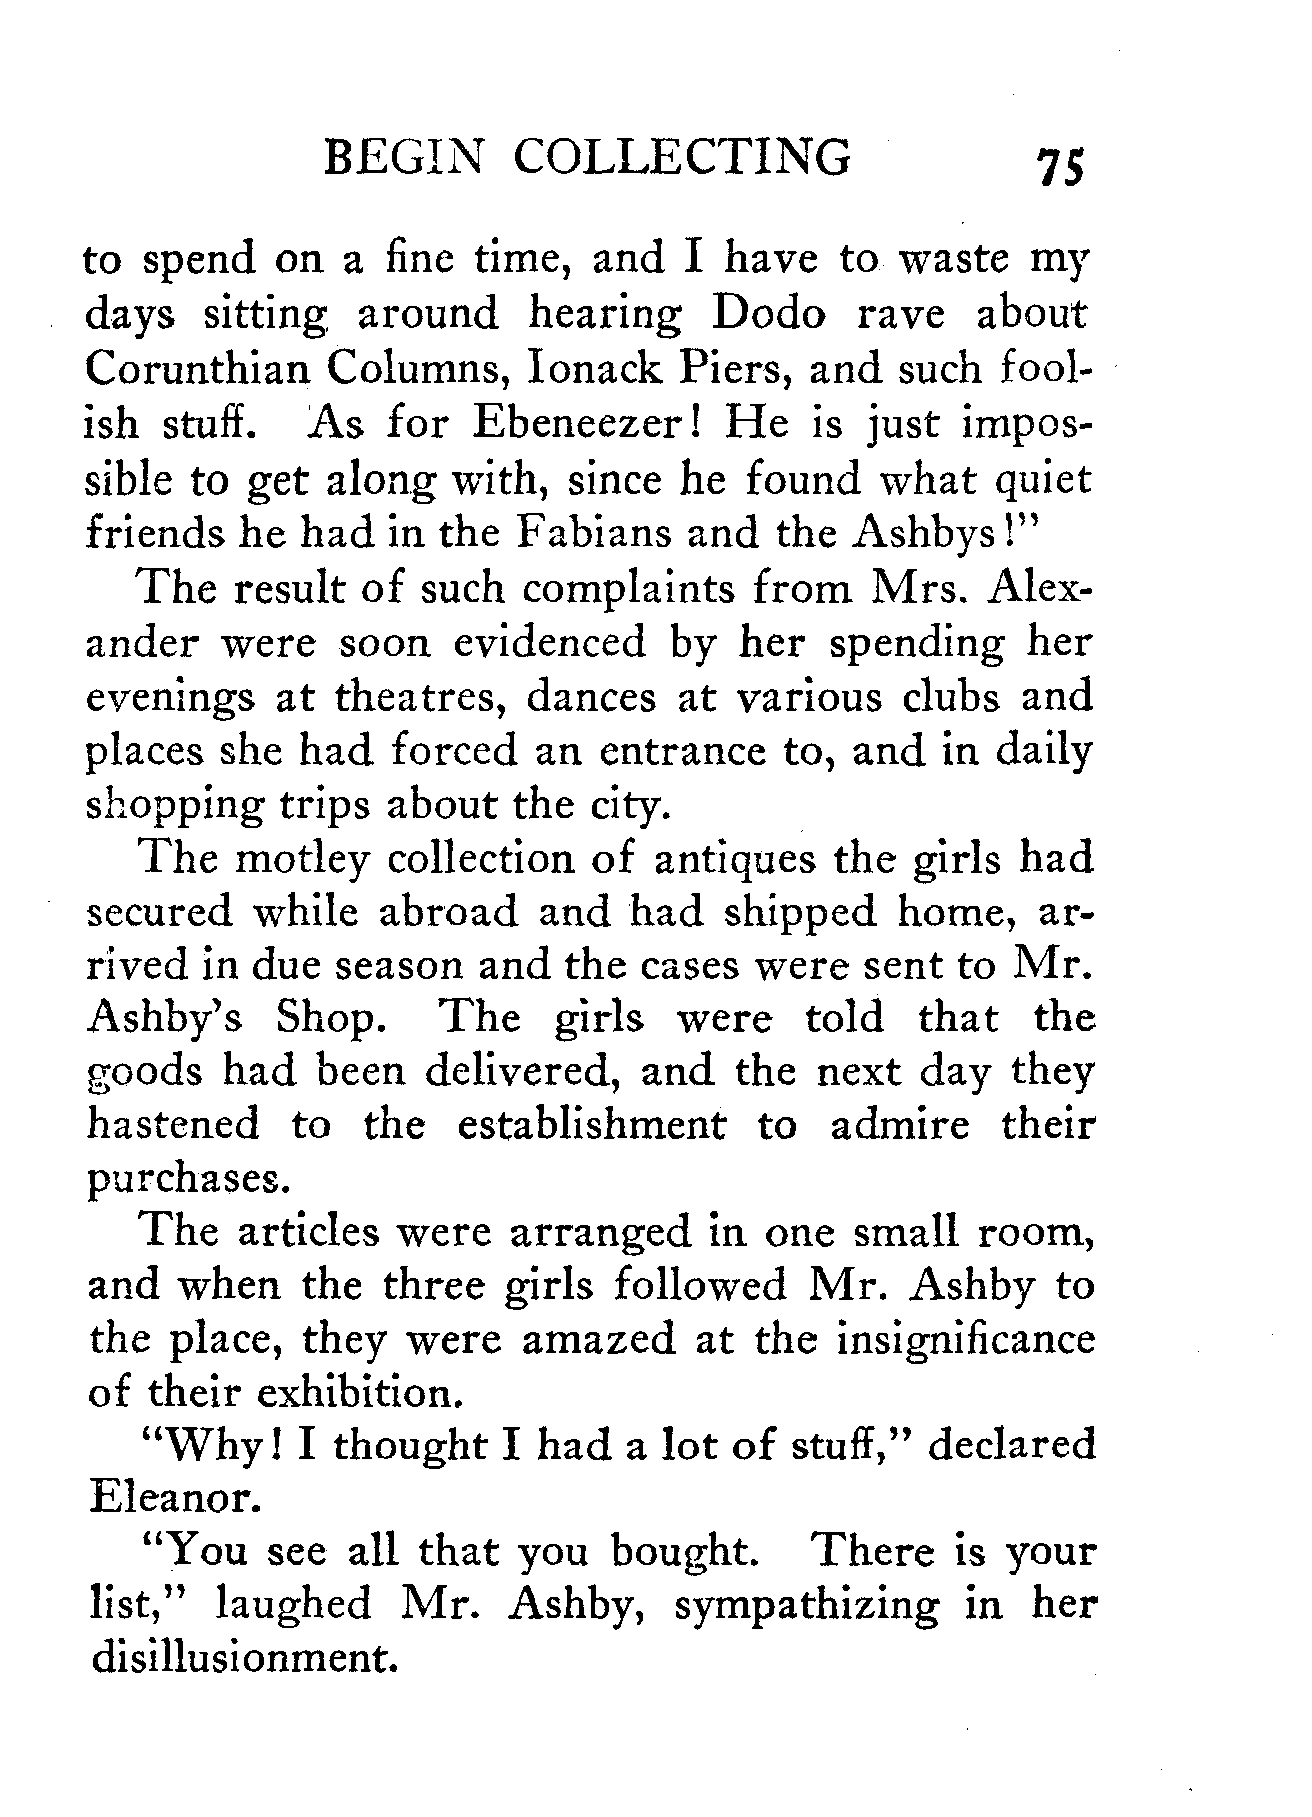 BEGIN COLLECTING 75
to spend on a fine time, and I have to waste my
days sitting around hearing Dodo rave about
Corunthian Columns, Ionack Piers, and such fool-
ish stuff. As for Ebeneezer! He is just impos-
sible to get along with, since he found what quiet
friends he had in the Fabians and the Ashbys!"
The result of such complaints from Mrs. Alex-
ander were soon evidenced by her spending her
evenings at theatres, dances at various clubs and
places she had forced an entrance to, and in daily
shopping trips about the city.
The motley collection of antiques the girls had
secured while abroad and had shipped home, ar-
rived in due season and the cases were sent to Mr.
Ashby's Shop. The girls were told that the
goods had been delivered, and the next day they
hastened to the establishment to admire their
purchases.
The articles were arranged in one small room,
and when the three girls followed Mr. Ashby to
the place, they were amazed at the insignificance
of their exhibition.
"Why! I thought I had a lot of stuff," declared
Eleanor.
"You see all that you bought. There is your
list," laughed Mr. Ashby, sympathizing in her
disillusionment.